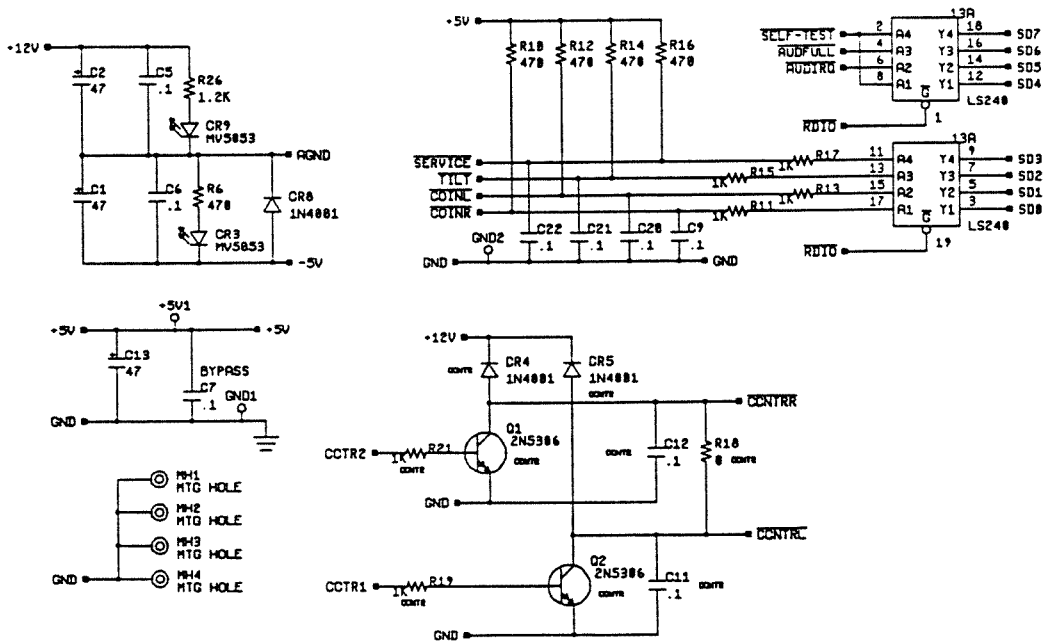 +12V
C2
47
C5
.1
R26
1.2K
CR9
MV5053
AGND
C1
47
C6
.1
R6
470
CR3
MV5053
CR8
1N4001
-5V
+5V
R10
470
R12
470
R14
470
R16
470
SERVICE
TILT
COINL
COINR
1K R17
1K R15
1K R13
1K R11
GND2
C22
.1
C21
.1
C20
.1
C9
.1
GND
GND
13A
SELF-TEST 2 A4 Y4 18 SD7
AUDFULL 4 A3 Y3 16 SD6
AUDIRQ 6 A2 Y2 14 SD5
8 A1 Y1 12 SD4
G
LS240
RDIO
1
13A
11 A4 Y4 9 SD3
13 A3 Y3 7 SD2
15 A2 Y2 5 SD1
17 A1 Y1 3 SD0
G
LS240
RDIO
19
+5V1
+5V
+5V
C13
47
BYPASS
C7
.1
GND1
GND
MH1
MTG HOLE
MH2
MTG HOLE
MH3
MTG HOLE
MH4
MTG HOLE
GND
+12V
CR4
1N4001
CR5
1N4001
CCNTRR
CCTR2
1K R21
Q1
2N5306
C12
.1
R18
0
GND
CCNTRL
CCTR1
1K R19
Q2
2N5306
C11
.1
GND